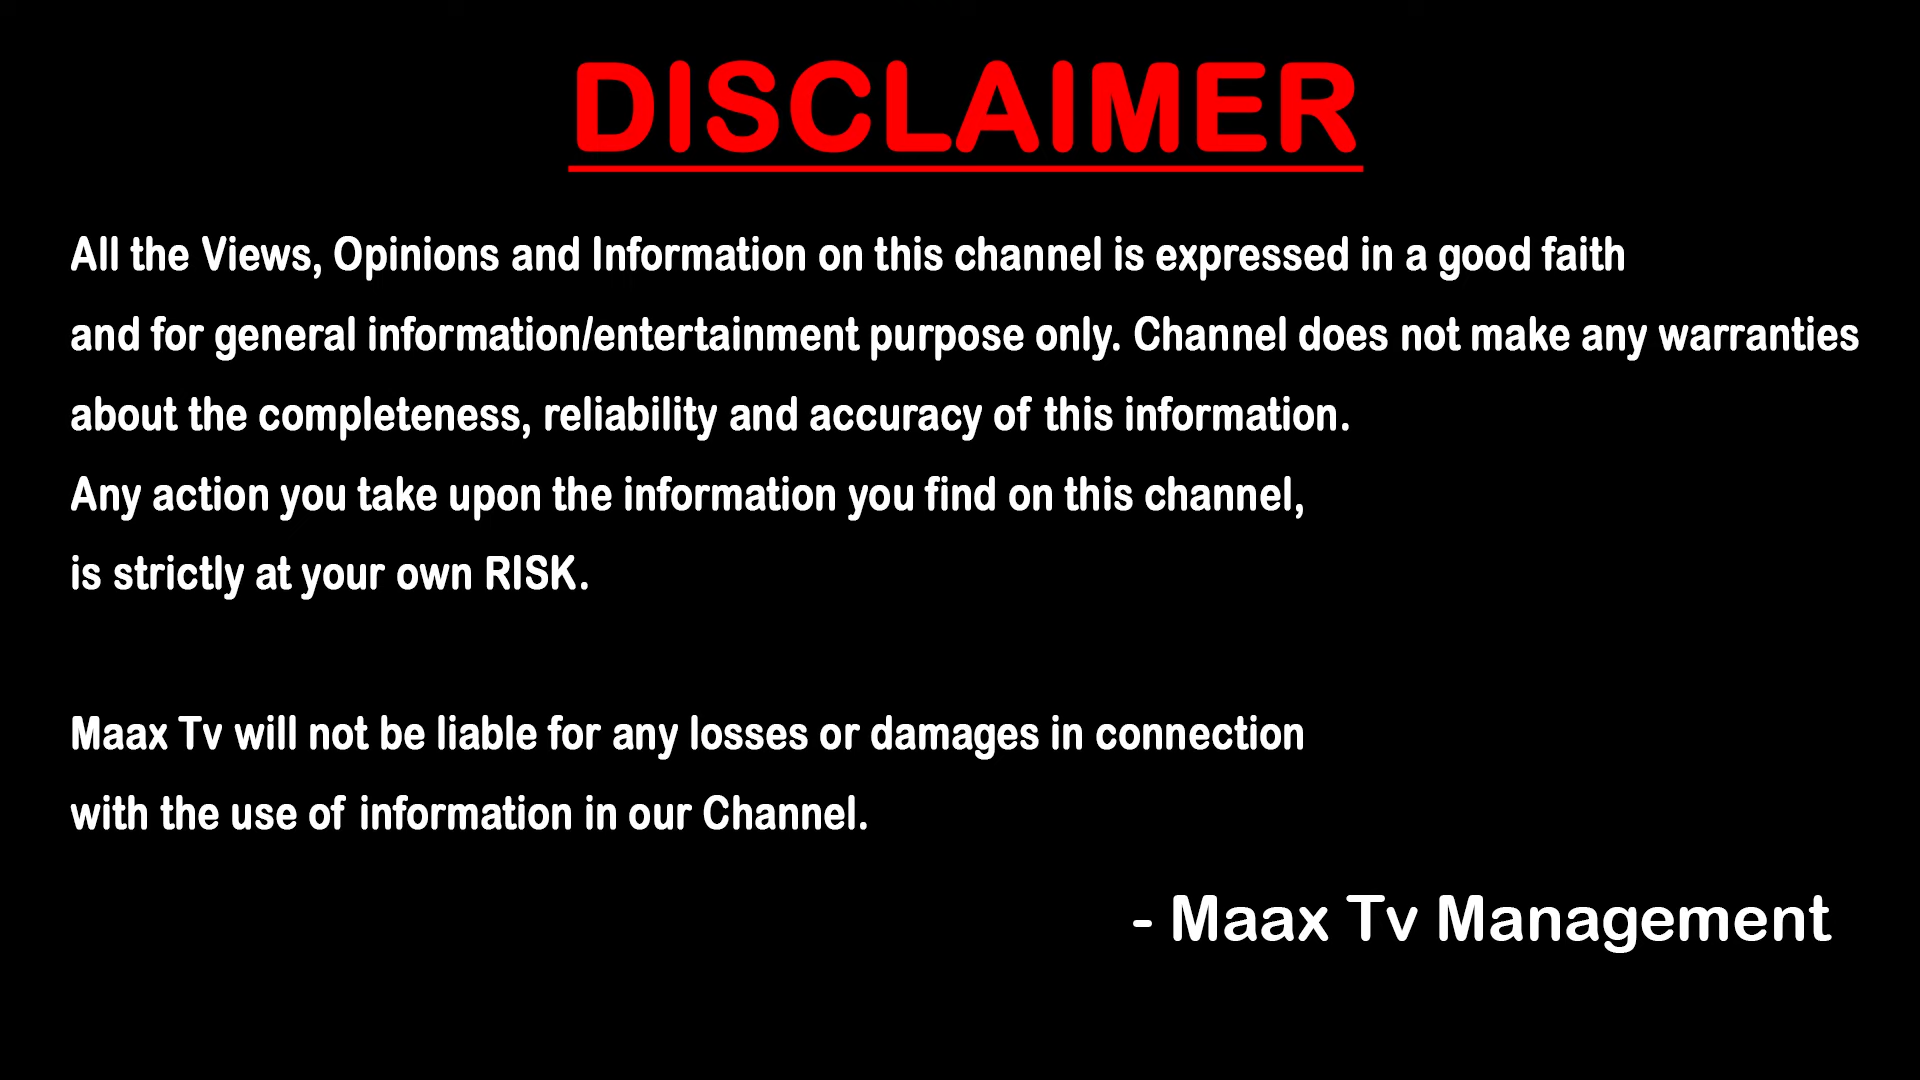 DISCLAIMER
All the Views, Opinions and Information on this channel is expressed in a good faith
and for general information/entertainment purpose only. Channel does not make any warranties
about the completeness, reliability and accuracy of this information.
Any action you take upon the information you find on this channel,
is strictly at your own RISK.
Maax Tv will not be liable for any losses or damages in connection
with the use of information in our Channel.
- Maax Tv Management